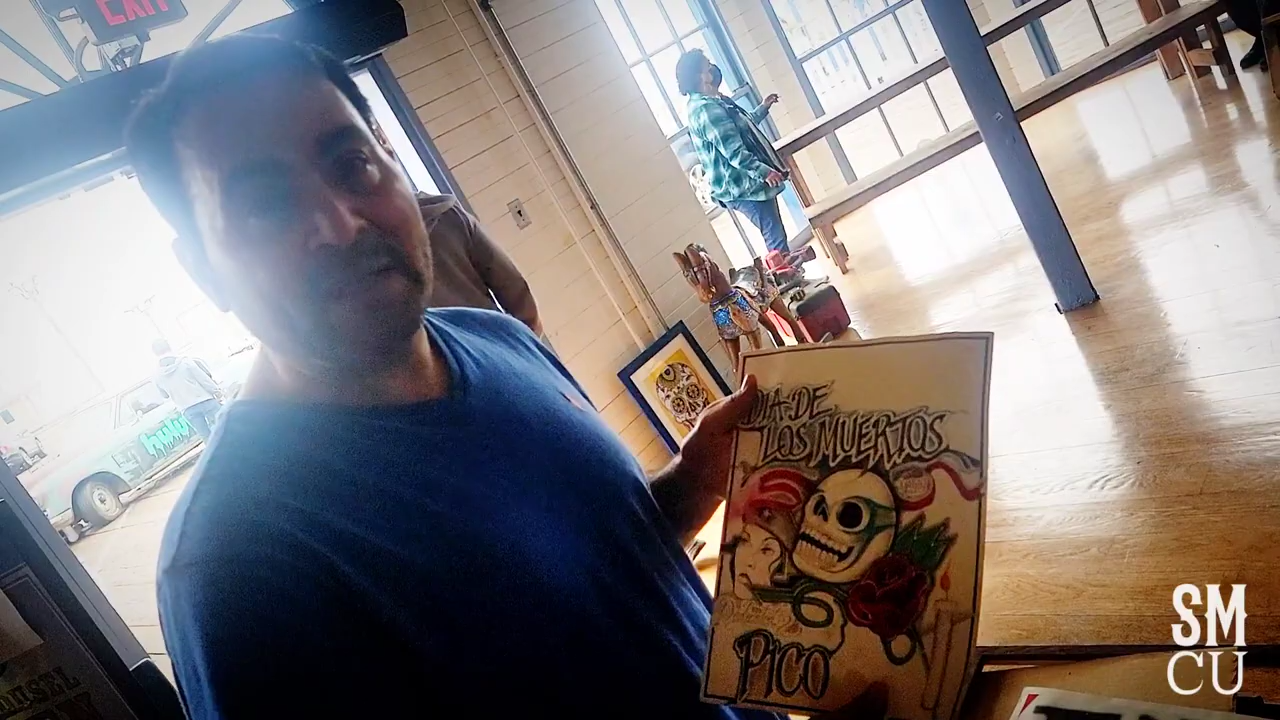 EXIT
DIA DE
LOS MUERTOS
PICO
SM
CU